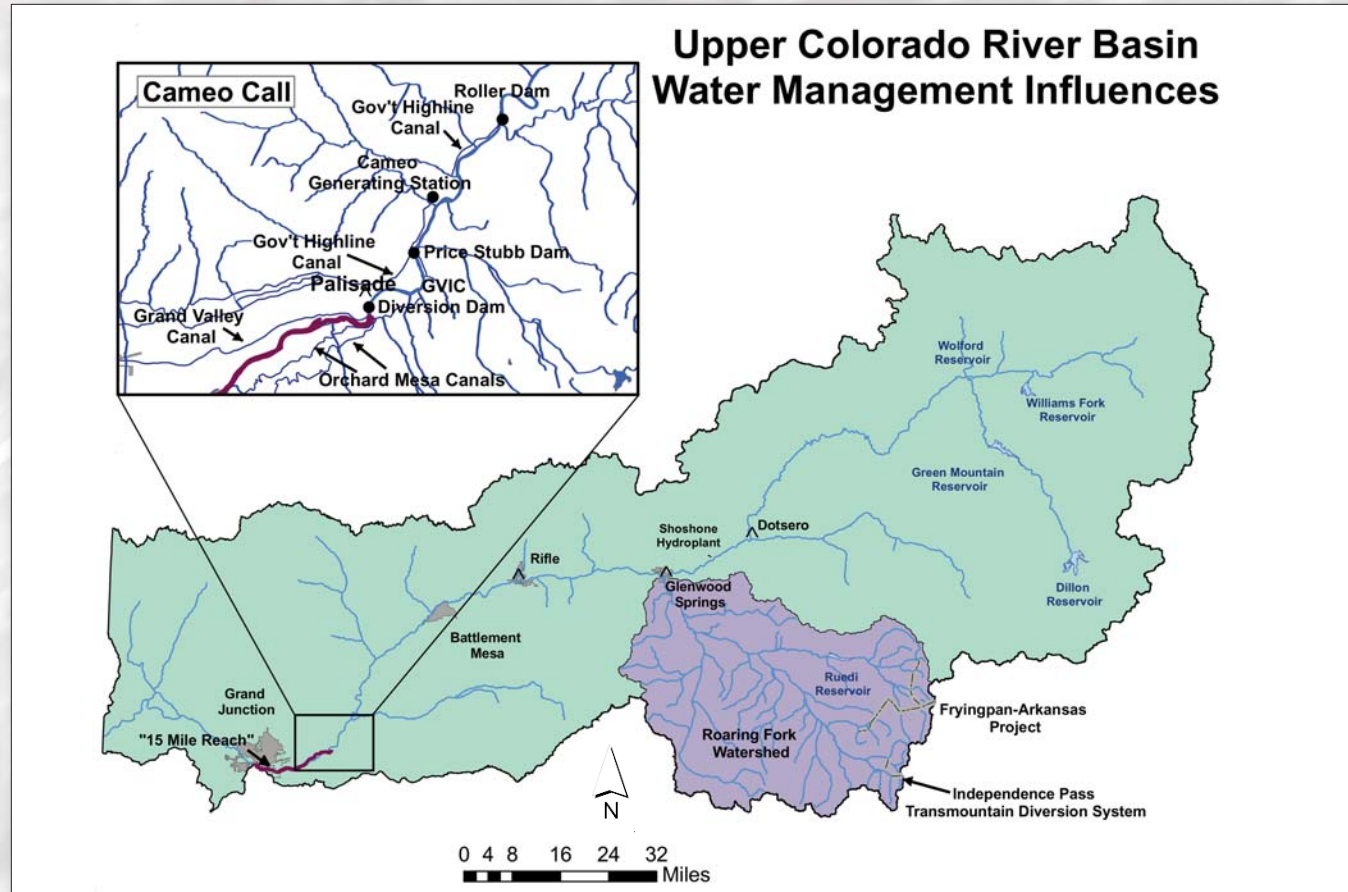 Upper Colorado River Basin
Water Management Influences
Cameo Call
Roller Dam
Gov't Highline
Canal
Cameo
Generating Station
Gov't Highline
Canal
Price Stubb Dam
Palisade
GVIC
Diversion Dam
Grand Valley
Canal
Orchard Mesa Canals
Wolford
Reservoir
Williams Fork
Reservoir
Green Mountain
Reservoir
Shoshone
Hydroplant
Dotsero
Rifle
Glenwood
Springs
Dillon
Reservoir
Battlement
Mesa
Ruedi
Reservoir
Grand
Junction
"15 Mile Reach"
Roaring Fork
Watershed
Fryingpan-Arkansas
Project
Independence Pass
Transmountain Diversion System
N
0 4 8 16 24 32
Miles